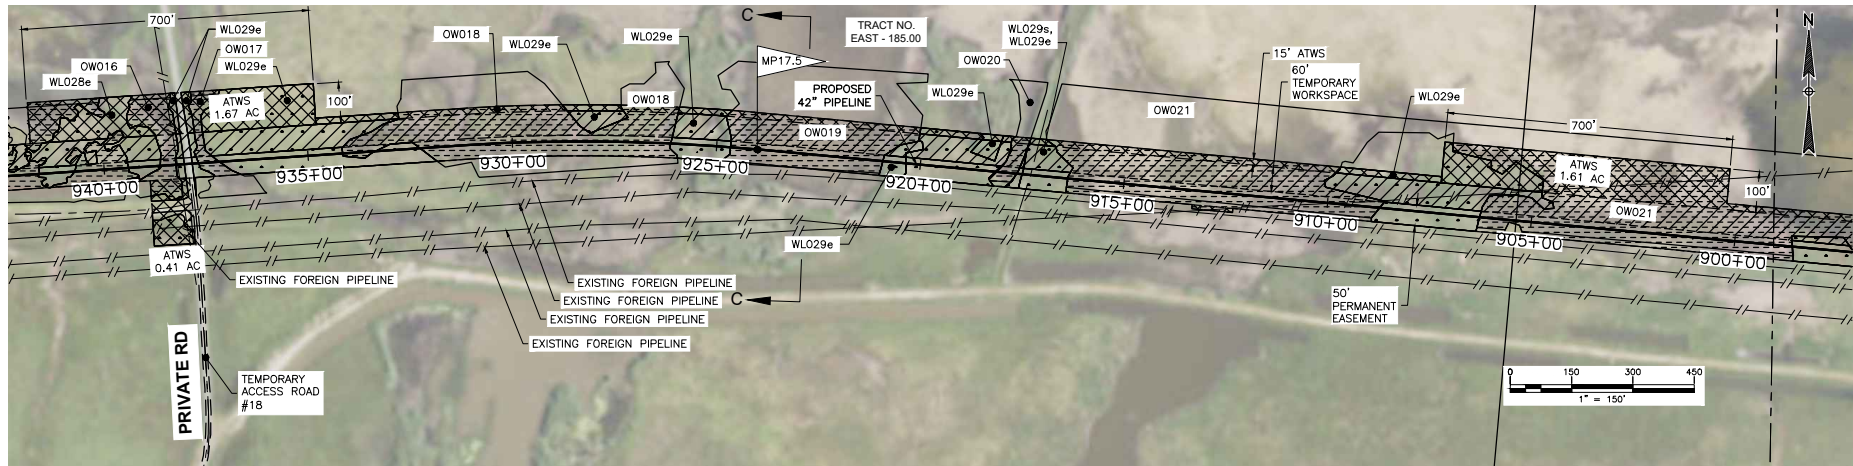 700'
WL029e
OW017
WL029e
OW016
WL028e
ATWS
1.67 AC
100'
OW018
WL029e
WL029e
OW018
C
MP17.5
TRACT NO.
EAST - 185.00
PROPOSED
42" PIPELINE
OW019
WL029e
OW020
WL029s,
WL029e
15' ATWS
60'
TEMPORARY
WORKSPACE
OW021
WL029e
700'
ATWS
1.61 AC
100'
OW021
N
940+00
935+00
930+00
925+00
920+00
915+00
910+00
905+00
900+00
ATWS
0.41 AC
EXISTING FOREIGN PIPELINE
WL029e
C
EXISTING FOREIGN PIPELINE
EXISTING FOREIGN PIPELINE
EXISTING FOREIGN PIPELINE
EXISTING FOREIGN PIPELINE
50'
PERMANENT
EASEMENT
PRIVATE RD
TEMPORARY
ACCESS ROAD
#18
0 150 300 450
1" = 150'